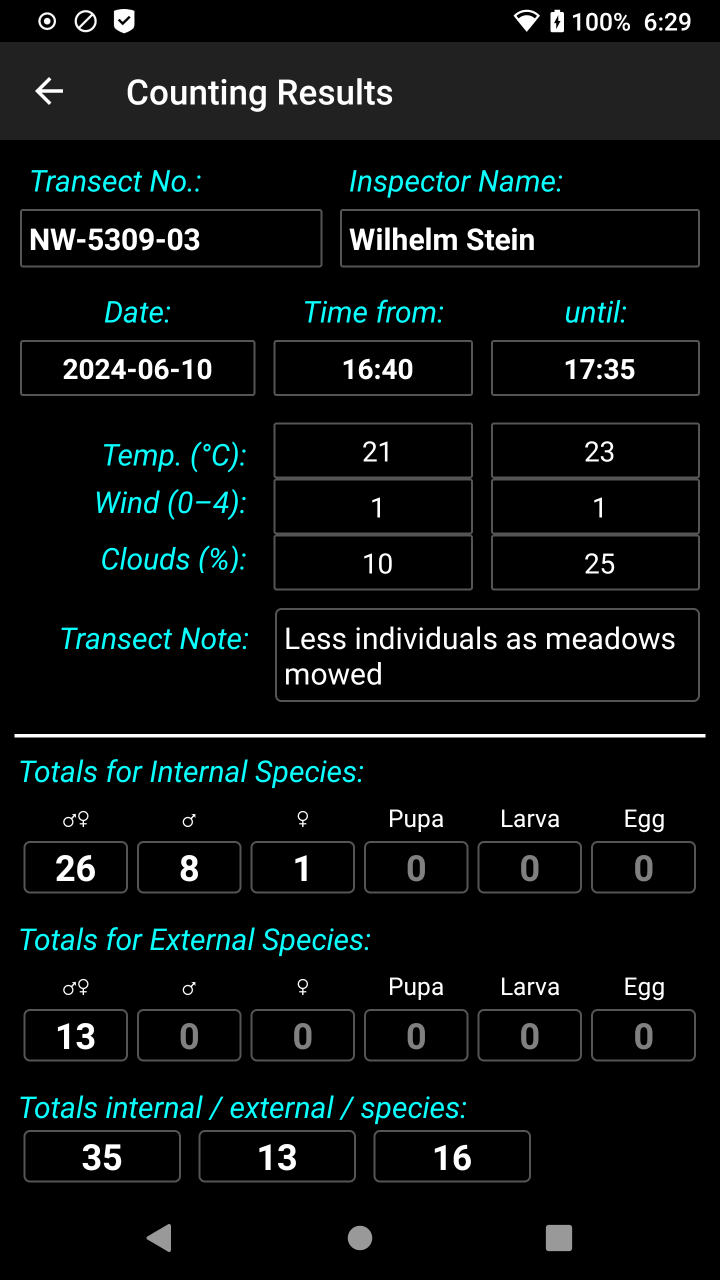 100% 6:29
Counting Results
Transect No.: Inspector Name:
NW-5309-03 Wilhelm Stein
Date: Time from: until:
2024-06-10 16:40 17:35
Temp. (°C): 21 23
Wind (0–4): 1 1
Clouds (%): 10 25
Transect Note: Less individuals as meadows
mowed
Totals for Internal Species:
♂♀ ♂ ♀ Pupa Larva Egg
26 8 1 0 0 0
Totals for External Species:
♂♀ ♂ ♀ Pupa Larva Egg
13 0 0 0 0 0
Totals internal / external / species:
35 13 16